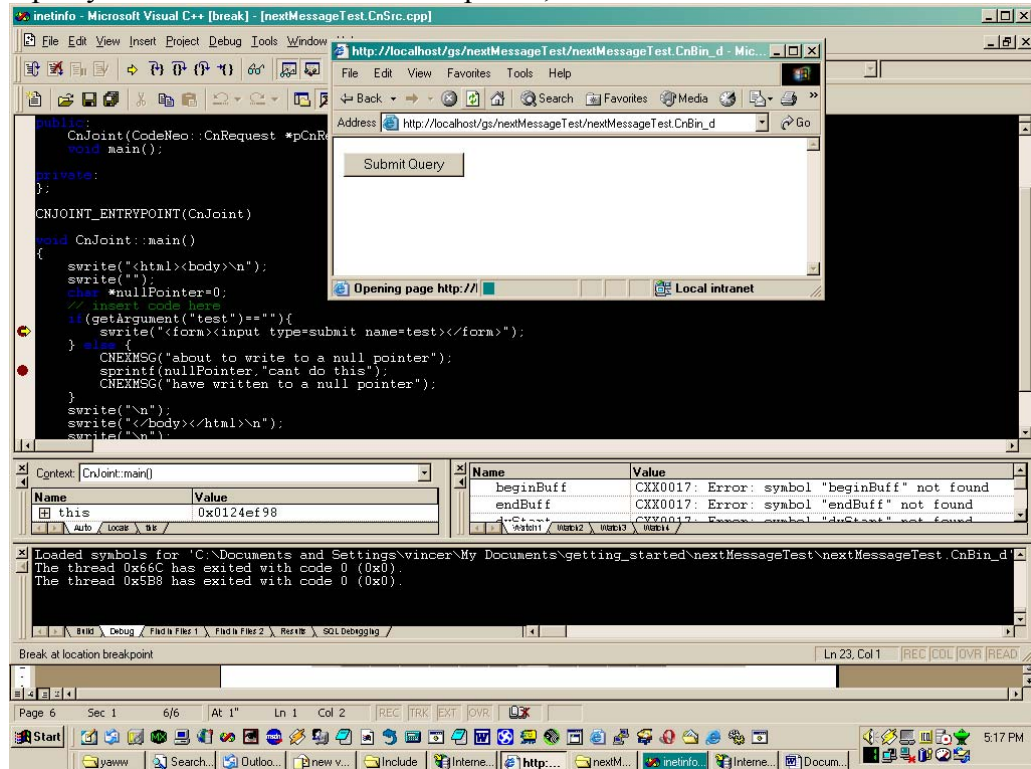 inetinfo - Microsoft Visual C++ [break] - [nextMessageTest.CnSrc.cpp]
File Edit View Insert Project Debug Tools Window
http://localhost/gs/nextMessageTest/nextMessageTest.CnBin_d - Mic...
File Edit View Favorites Tools Help
Back Search Favorites Media
Address http://localhost/gs/nextMessageTest/nextMessageTest.CnBin_d Go
Submit Query
Opening page http:// Local intranet
public:
CnJoint(CodeNeo::CnRequest *pCnRe
void main();
private:
};
CNJOINT_ENTRYPOINT(CnJoint)
void CnJoint::main()
{
swrite("<html><body>\n");
swrite("");
char *nullPointer=0;
// insert code here
if(getArgument("test")==""){
swrite("<form><input type=submit name=test></form>");
} else {
CNEXMSG("about to write to a null pointer");
sprintf(nullPointer,"cant do this");
CNEXMSG("have written to a null pointer");
}
swrite("\n");
swrite("</body></html>\n");
swrite("\n");
Context: CnJoint::main()
Name Value
this 0x0124ef98
Auto Locals this
Name Value
beginBuff CXX0017: Error: symbol "beginBuff" not found
endBuff CXX0017: Error: symbol "endBuff" not found
dvStart CXX0017: Error: symbol "dvStart" not found
Watch1 Watch2 Watch3 Watch4
Loaded symbols for 'C:\Documents and Settings\vincer\My Documents\getting_started\nextMessageTest\nextMessageTest.CnBin_d'
The thread 0x66C has exited with code 0 (0x0).
The thread 0x5B8 has exited with code 0 (0x0).
Build Debug Find in Files 1 Find in Files 2 Results SQL Debugging
Break at location breakpoint Ln 23, Col 1 REC COL OVR READ
Page 6 Sec 1 6/6 At 1" Ln 1 Col 2 REC TRK EXT OVR
Start 5:17 PM
yaww Search... Outloo... new v... Include Interne... http:... nextM... inetinfo... Interne... Docum...